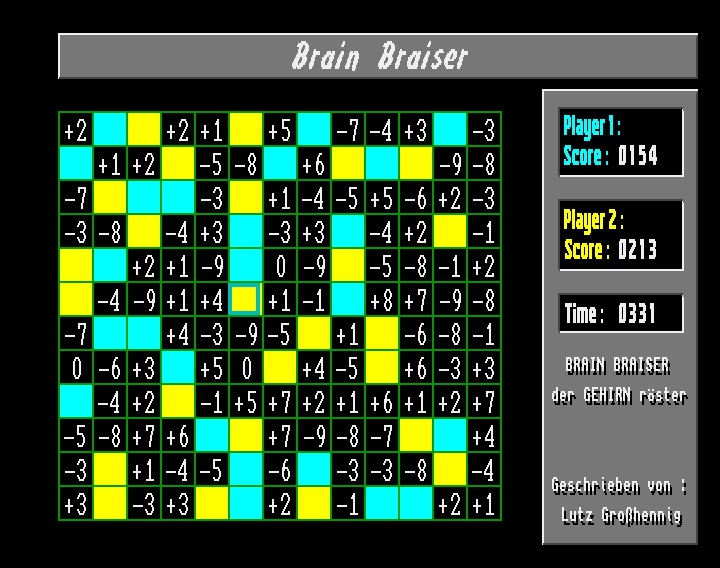 Brain Braiser
+2 +2 +1 +5 -7 -4 +3 -3
+1 +2 -5 -8 +6 -9 -8
-7 -3 +1 -4 -5 +5 -6 +2 -3
-3 -8 -4 +3 -3 +3 -4 +2 -1
+2 +1 -9 0 -9 -5 -8 -1 +2
-4 -9 +1 +4 +1 -1 +8 +7 -9 -8
-7 +4 -3 -9 -5 +1 -6 -8 -1
0 -6 +3 +5 0 +4 -5 +6 -3 +3
-4 +2 -1 +5 +7 +2 +1 +6 +1 +2 +7
-5 -8 +7 +6 +7 -9 -8 -7 +4
-3 +1 -4 -5 -6 -3 -3 -8 -4
+3 -3 +3 +2 -1 +2 +1
Player1:
Score: 0154
Player2:
Score: 0213
Time: 0331
BRAIN BRAISER
der GEHIRN röster
Geschrieben von :
Lutz Großhennig